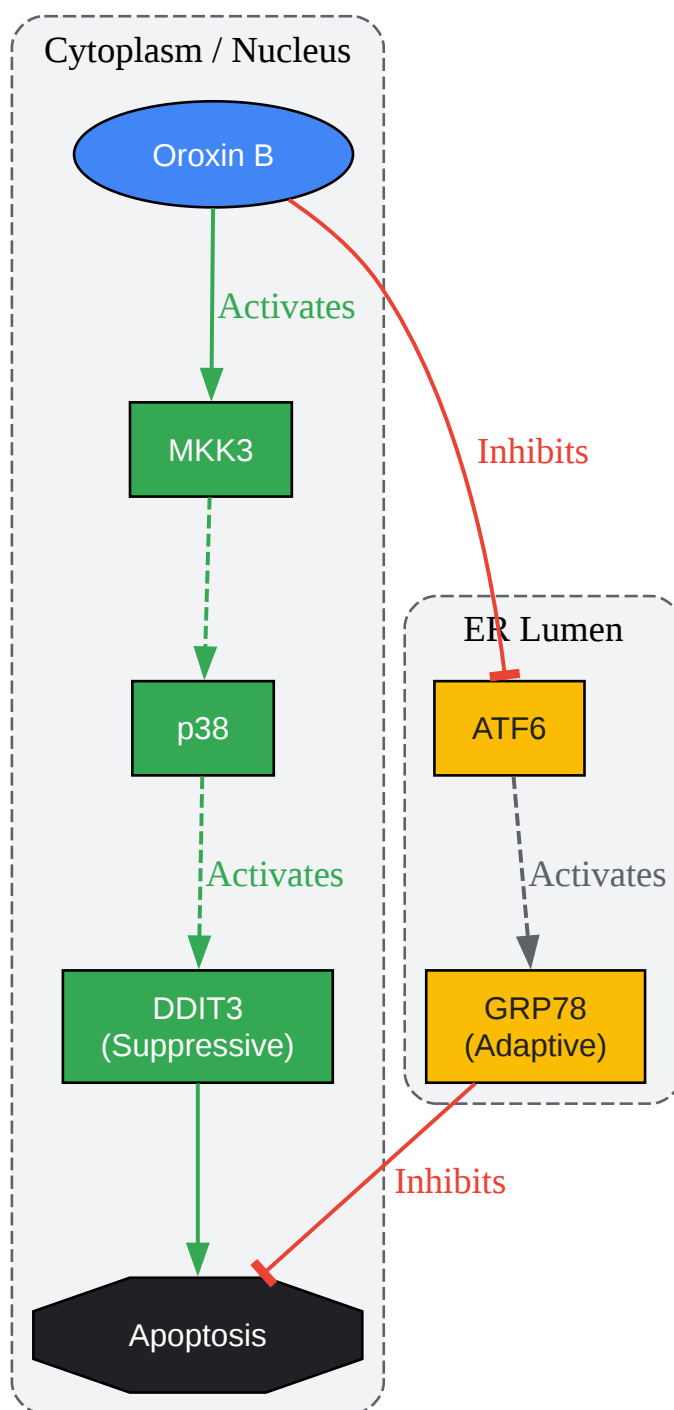 Cytoplasm / Nucleus
Oroxin B
Activates
MKK3
Inhibits
ER Lumen
p38
ATF6
Activates
Activates
DDIT3
(Suppressive)
GRP78
(Adaptive)
Inhibits
Apoptosis